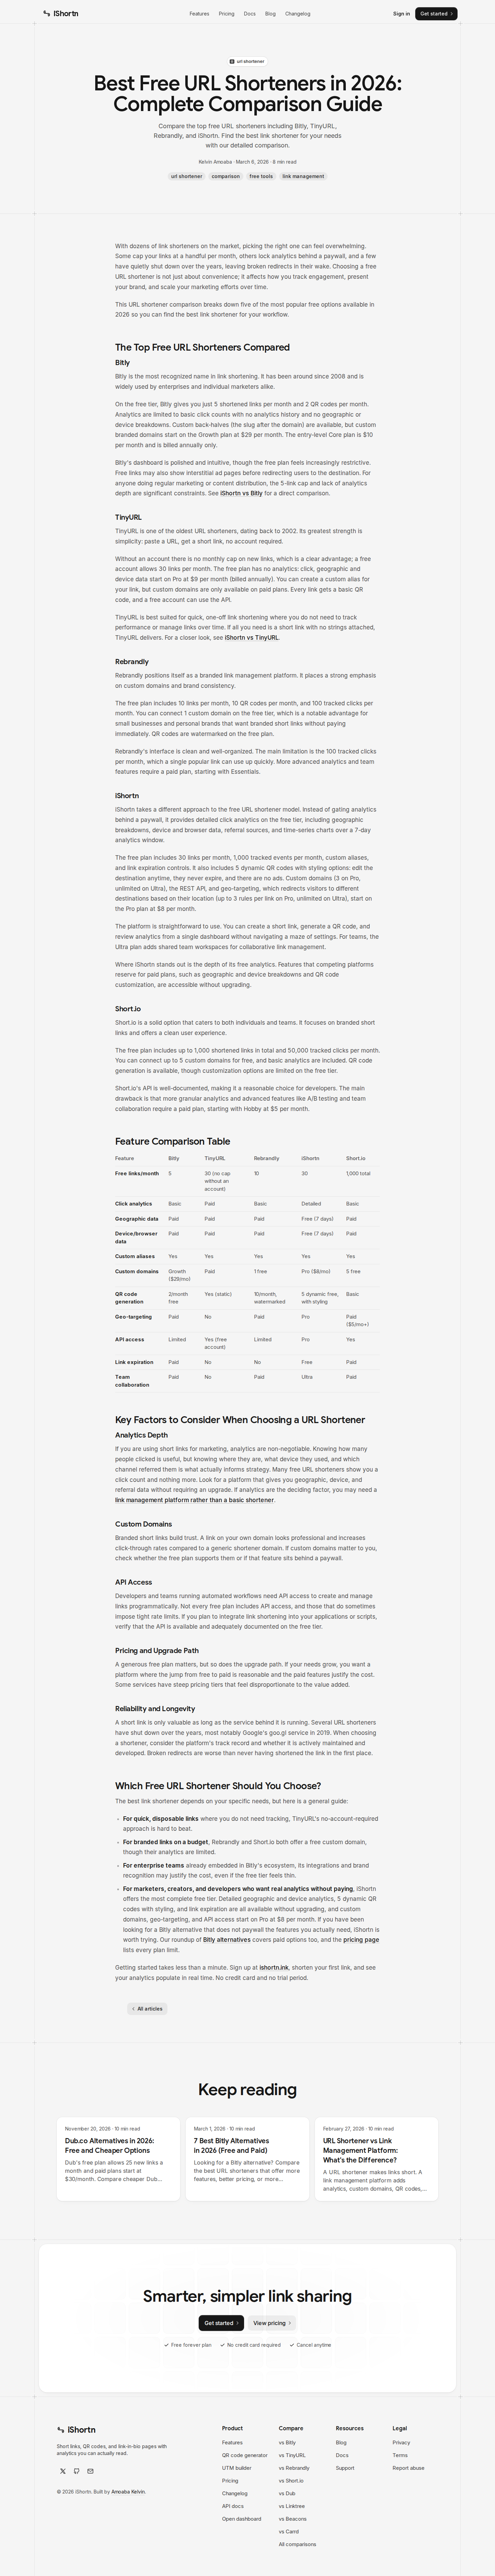 iShortn
Features
Pricing
Docs
Blog
Changelog
Sign in
Get started
url shortener
Best Free URL Shorteners in 2026:
Complete Comparison Guide
Compare the top free URL shorteners including Bitly, TinyURL,
Rebrandly, and iShortn. Find the best link shortener for your needs
with our detailed comparison.
Kelvin Amoaba · March 6, 2026 · 8 min read
url shortener
comparison
free tools
link management
With dozens of link shorteners on the market, picking the right one can feel overwhelming.
Some cap your links at a handful per month, others lock analytics behind a paywall, and a few
have quietly shut down over the years, leaving broken redirects in their wake. Choosing a free
URL shortener is not just about convenience; it affects how you track engagement, present
your brand, and scale your marketing efforts over time.
This URL shortener comparison breaks down five of the most popular free options available in
2026 so you can find the best link shortener for your workflow.
The Top Free URL Shorteners Compared
Bitly
Bitly is the most recognized name in link shortening. It has been around since 2008 and is
widely used by enterprises and individual marketers alike.
On the free tier, Bitly gives you just 5 shortened links per month and 2 QR codes per month.
Analytics are limited to basic click counts with no analytics history and no geographic or
device breakdowns. Custom back-halves (the slug after the domain) are available, but custom
branded domains start on the Growth plan at $29 per month. The entry-level Core plan is $10
per month and is billed annually only.
Bitly's dashboard is polished and intuitive, though the free plan feels increasingly restrictive.
Free links may also show interstitial ad pages before redirecting users to the destination. For
anyone doing regular marketing or content distribution, the 5-link cap and lack of analytics
depth are significant constraints. See iShortn vs Bitly for a direct comparison.
TinyURL
TinyURL is one of the oldest URL shorteners, dating back to 2002. Its greatest strength is
simplicity: paste a URL, get a short link, no account required.
Without an account there is no monthly cap on new links, which is a clear advantage; a free
account allows 30 links per month. The free plan has no analytics: click, geographic and
device data start on Pro at $9 per month (billed annually). You can create a custom alias for
your link, but custom domains are only available on paid plans. Every link gets a basic QR
code, and a free account can use the API.
TinyURL is best suited for quick, one-off link shortening where you do not need to track
performance or manage links over time. If all you need is a short link with no strings attached,
TinyURL delivers. For a closer look, see iShortn vs TinyURL.
Rebrandly
Rebrandly positions itself as a branded link management platform. It places a strong emphasis
on custom domains and brand consistency.
The free plan includes 10 links per month, 10 QR codes per month, and 100 tracked clicks per
month. You can connect 1 custom domain on the free tier, which is a notable advantage for
small businesses and personal brands that want branded short links without paying
immediately. QR codes are watermarked on the free plan.
Rebrandly's interface is clean and well-organized. The main limitation is the 100 tracked clicks
per month, which a single popular link can use up quickly. More advanced analytics and team
features require a paid plan, starting with Essentials.
iShortn
iShortn takes a different approach to the free URL shortener model. Instead of gating analytics
behind a paywall, it provides detailed click analytics on the free tier, including geographic
breakdowns, device and browser data, referral sources, and time-series charts over a 7-day
analytics window.
The free plan includes 30 links per month, 1,000 tracked events per month, custom aliases,
and link expiration controls. It also includes 5 dynamic QR codes with styling options: edit the
destination anytime, they never expire, and there are no ads. Custom domains (3 on Pro,
unlimited on Ultra), the REST API, and geo-targeting, which redirects visitors to different
destinations based on their location (up to 3 rules per link on Pro, unlimited on Ultra), start on
the Pro plan at $8 per month.
The platform is straightforward to use. You can create a short link, generate a QR code, and
review analytics from a single dashboard without navigating a maze of settings. For teams, the
Ultra plan adds shared team workspaces for collaborative link management.
Where iShortn stands out is the depth of its free analytics. Features that competing platforms
reserve for paid plans, such as geographic and device breakdowns and QR code
customization, are accessible without upgrading.
Short.io
Short.io is a solid option that caters to both individuals and teams. It focuses on branded short
links and offers a clean user experience.
The free plan includes up to 1,000 shortened links in total and 50,000 tracked clicks per month.
You can connect up to 5 custom domains for free, and basic analytics are included. QR code
generation is available, though customization options are limited on the free tier.
Short.io's API is well-documented, making it a reasonable choice for developers. The main
drawback is that more granular analytics and advanced features like A/B testing and team
collaboration require a paid plan, starting with Hobby at $5 per month.
Feature Comparison Table
Feature Bitly TinyURL Rebrandly iShortn Short.io
Free links/month 5 30 (no cap without an account) 10 30 1,000 total
Click analytics Basic Paid Basic Detailed Basic
Geographic data Paid Paid Paid Free (7 days) Paid
Device/browser data Paid Paid Paid Free (7 days) Paid
Custom aliases Yes Yes Yes Yes Yes
Custom domains Growth ($29/mo) Paid 1 free Pro ($8/mo) 5 free
QR code generation 2/month free Yes (static) 10/month, watermarked 5 dynamic free, with styling Basic
Geo-targeting Paid No Paid Pro Paid ($5/mo+)
API access Limited Yes (free account) Limited Pro Yes
Link expiration Paid No No Free Paid
Team collaboration Paid No Paid Ultra Paid
Key Factors to Consider When Choosing a URL Shortener
Analytics Depth
If you are using short links for marketing, analytics are non-negotiable. Knowing how many
people clicked is useful, but knowing where they are, what device they used, and which
channel referred them is what actually informs strategy. Many free URL shorteners show you a
click count and nothing more. Look for a platform that gives you geographic, device, and
referral data without requiring an upgrade. If analytics are the deciding factor, you may need a
link management platform rather than a basic shortener.
Custom Domains
Branded short links build trust. A link on your own domain looks professional and increases
click-through rates compared to a generic shortener domain. If custom domains matter to you,
check whether the free plan supports them or if that feature sits behind a paywall.
API Access
Developers and teams running automated workflows need API access to create and manage
links programmatically. Not every free plan includes API access, and those that do sometimes
impose tight rate limits. If you plan to integrate link shortening into your applications or scripts,
verify that the API is available and adequately documented on the free tier.
Pricing and Upgrade Path
A generous free plan matters, but so does the upgrade path. If your needs grow, you want a
platform where the jump from free to paid is reasonable and the paid features justify the cost.
Some services have steep pricing tiers that feel disproportionate to the value added.
Reliability and Longevity
A short link is only valuable as long as the service behind it is running. Several URL shorteners
have shut down over the years, most notably Google's goo.gl service in 2019. When choosing
a shortener, consider the platform's track record and whether it is actively maintained and
developed. Broken redirects are worse than never having shortened the link in the first place.
Which Free URL Shortener Should You Choose?
The best link shortener depends on your specific needs, but here is a general guide:
For quick, disposable links where you do not need tracking, TinyURL's no-account-required
approach is hard to beat.
For branded links on a budget, Rebrandly and Short.io both offer a free custom domain,
though their analytics are limited.
For enterprise teams already embedded in Bitly's ecosystem, its integrations and brand
recognition may justify the cost, even if the free tier feels thin.
For marketers, creators, and developers who want real analytics without paying, iShortn
offers the most complete free tier. Detailed geographic and device analytics, 5 dynamic QR
codes with styling, and link expiration are all available without upgrading, and custom
domains, geo-targeting, and API access start on Pro at $8 per month. If you have been
looking for a Bitly alternative that does not paywall the features you actually need, iShortn is
worth trying. Our roundup of Bitly alternatives covers paid options too, and the pricing page
lists every plan limit.
Getting started takes less than a minute. Sign up at ishortn.ink, shorten your first link, and see
your analytics populate in real time. No credit card and no trial period.
All articles
Keep reading
November 20, 2026 · 10 min read
Dub.co Alternatives in 2026:
Free and Cheaper Options
Dub's free plan allows 25 new links a
month and paid plans start at
$30/month. Compare cheaper Dub...
March 1, 2026 · 10 min read
7 Best Bitly Alternatives
in 2026 (Free and Paid)
Looking for a Bitly alternative? Compare
the best URL shorteners that offer more
features, better pricing, or more...
February 27, 2026 · 10 min read
URL Shortener vs Link
Management Platform:
What's the Difference?
A URL shortener makes links short. A
link management platform adds
analytics, custom domains, QR codes,...
Smarter, simpler link sharing
Get started
View pricing
Free forever plan
No credit card required
Cancel anytime
iShortn
Short links, QR codes, and link-in-bio pages with
analytics you can actually read.
© 2026 iShortn. Built by Amoaba Kelvin.
Product
Features
QR code generator
UTM builder
Pricing
Changelog
API docs
Open dashboard
Compare
vs Bitly
vs TinyURL
vs Rebrandly
vs Short.io
vs Dub
vs Linktree
vs Beacons
vs Carrd
All comparisons
Resources
Blog
Docs
Support
Legal
Privacy
Terms
Report abuse